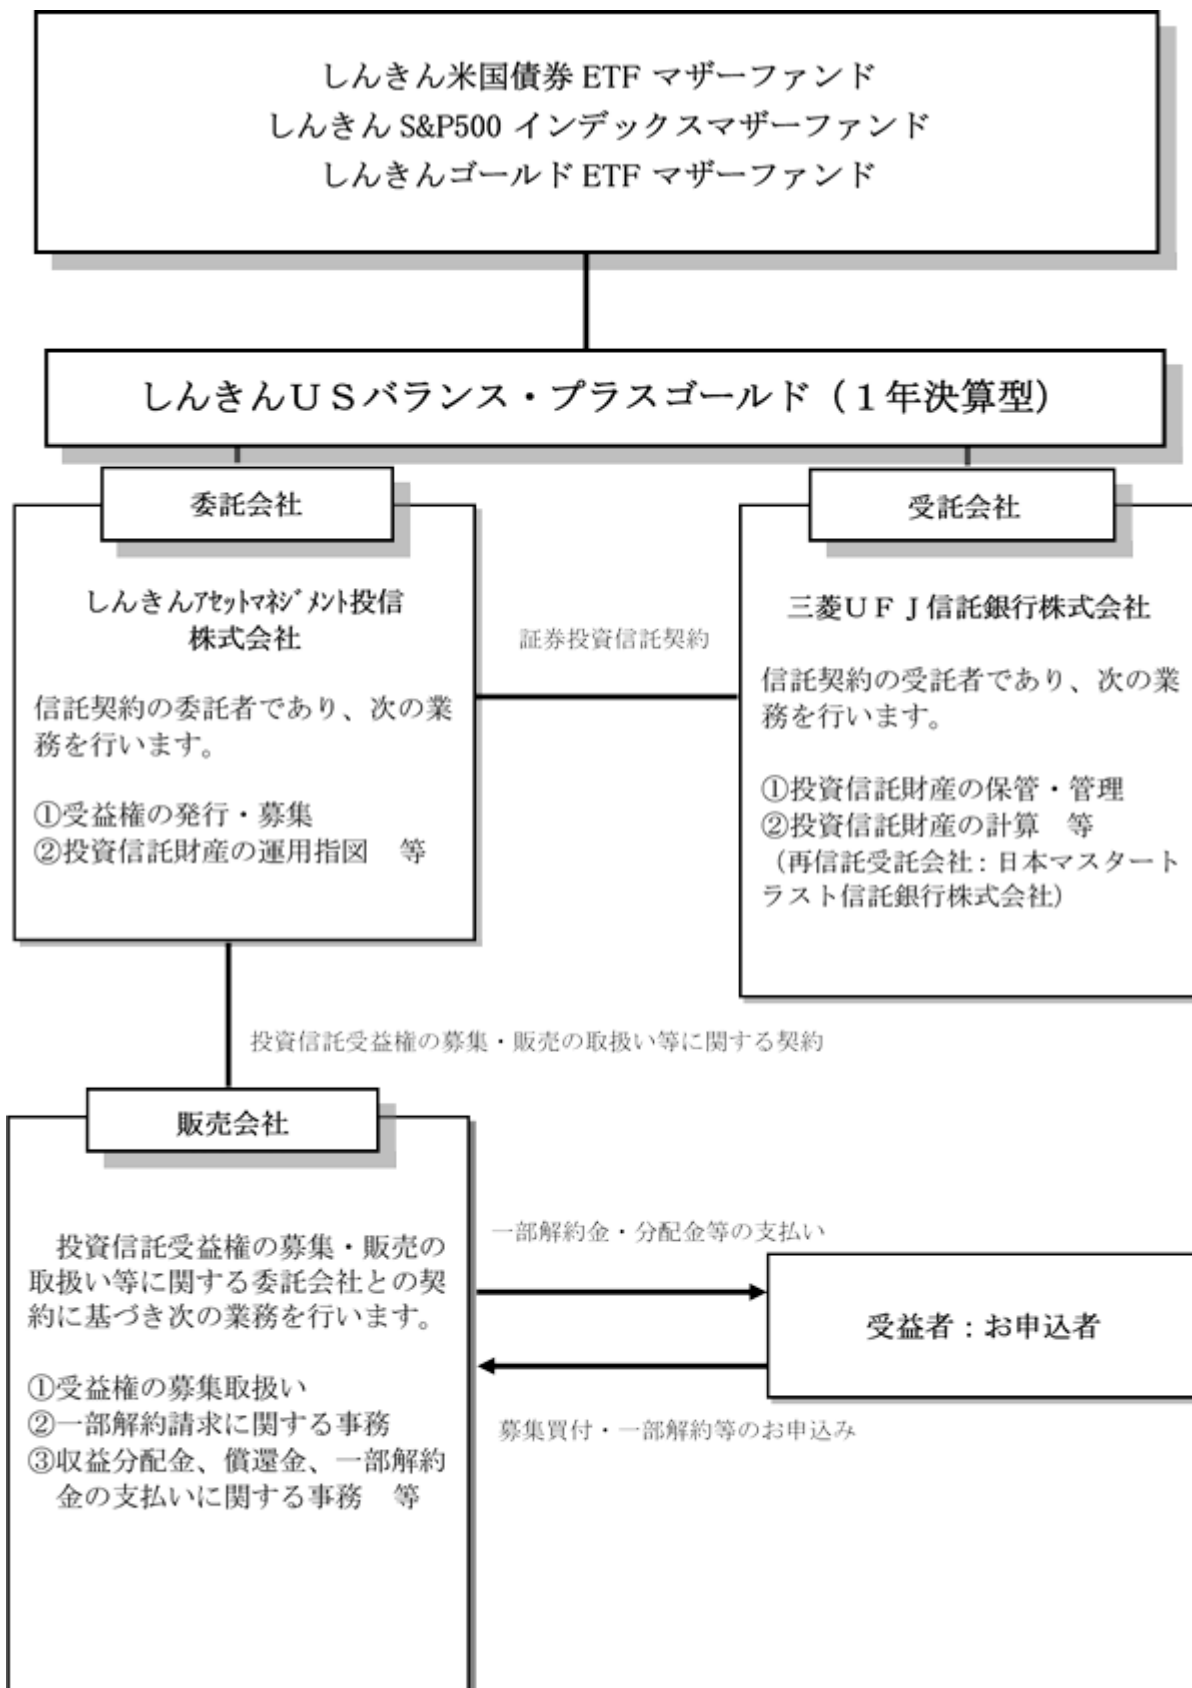 しんきん米国債券 ETF マザーファンド
しんきん S&P500 インデックスマザーファンド
しんきんゴールド ETF マザーファンド
しんきんＵＳバランス・プラスゴールド（１年決算型）
委託会社
しんきんｱｾｯﾄﾏﾈｼﾞﾒﾝﾄ投信
株式会社
信託契約の委託者であり、次の業
務を行います。
①受益権の発行・募集
②投資信託財産の運用指図　等
証券投資信託契約
受託会社
三菱ＵＦＪ信託銀行株式会社
信託契約の受託者であり、次の業
務を行います。
①投資信託財産の保管・管理
②投資信託財産の計算　等
（再信託受託会社：日本マスタート
ラスト信託銀行株式会社）
投資信託受益権の募集・販売の取扱い等に関する契約
販売会社
投資信託受益権の募集・販売の
取扱い等に関する委託会社との契
約に基づき次の業務を行います。
①受益権の募集取扱い
②一部解約請求に関する事務
③収益分配金、償還金、一部解約
金の支払いに関する事務　等
一部解約金・分配金等の支払い
受益者：お申込者
募集買付・一部解約等のお申込み